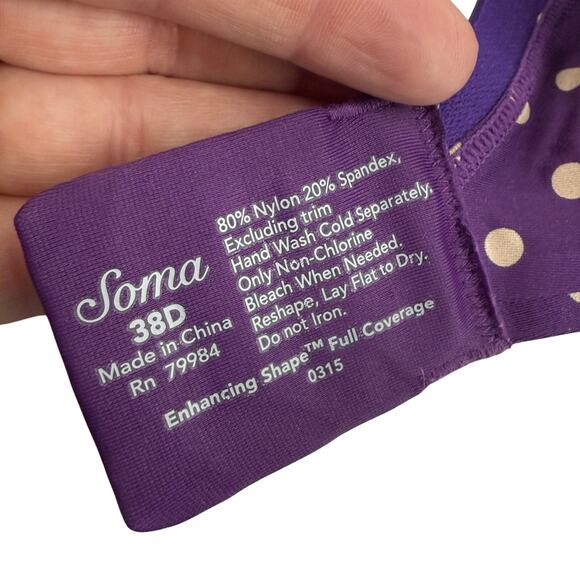 Soma
38D
Made in China
Rn 79984
80% Nylon 20% Spandex,
Excluding trim
Hand Wash Cold Separately.
Only Non-Chlorine
Bleach When Needed.
Reshape, Lay Flat to Dry.
Do not Iron.
Enhancing Shape™ Full Coverage
0315